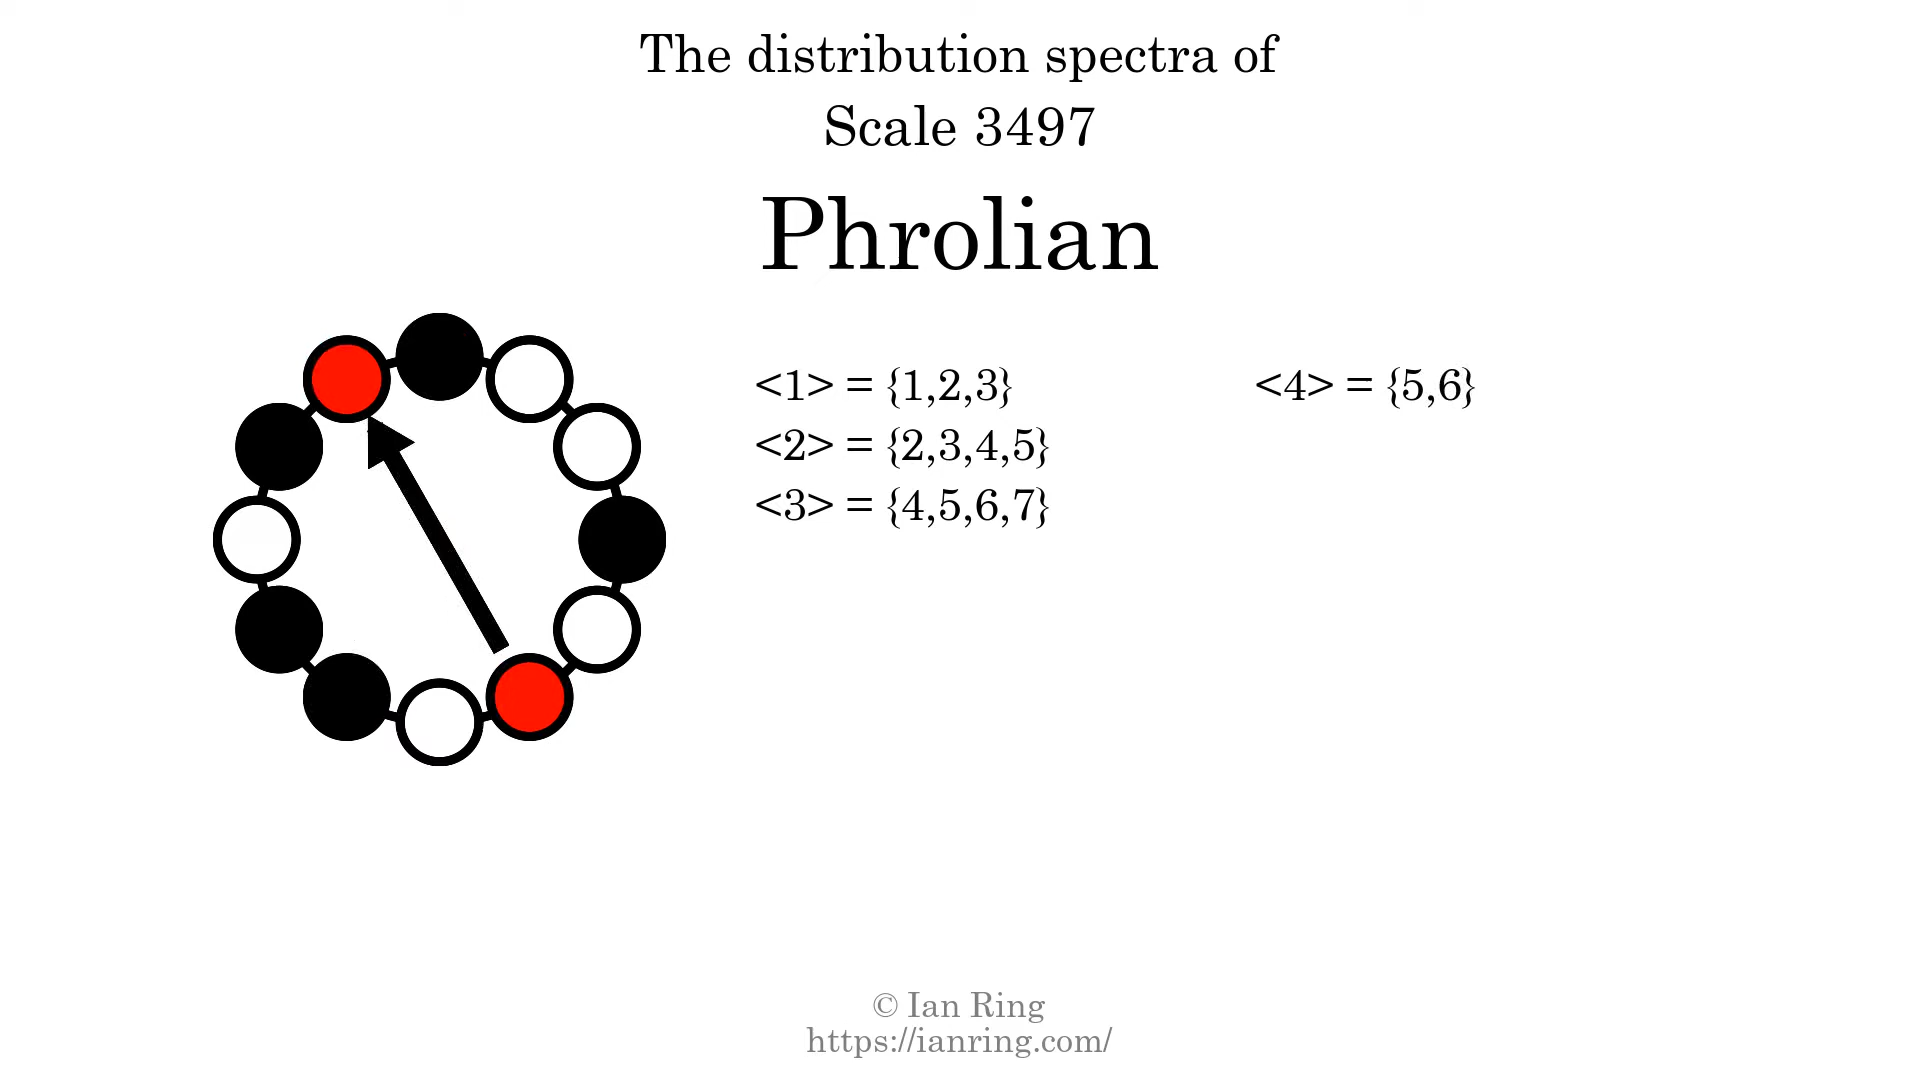 The distribution spectra of
Scale 3497
Phrolian
<1> = {1,2,3}
<2> = {2,3,4,5}
<3> = {4,5,6,7}
<4> = {5,6}
© Ian Ring
https://ianring.com/